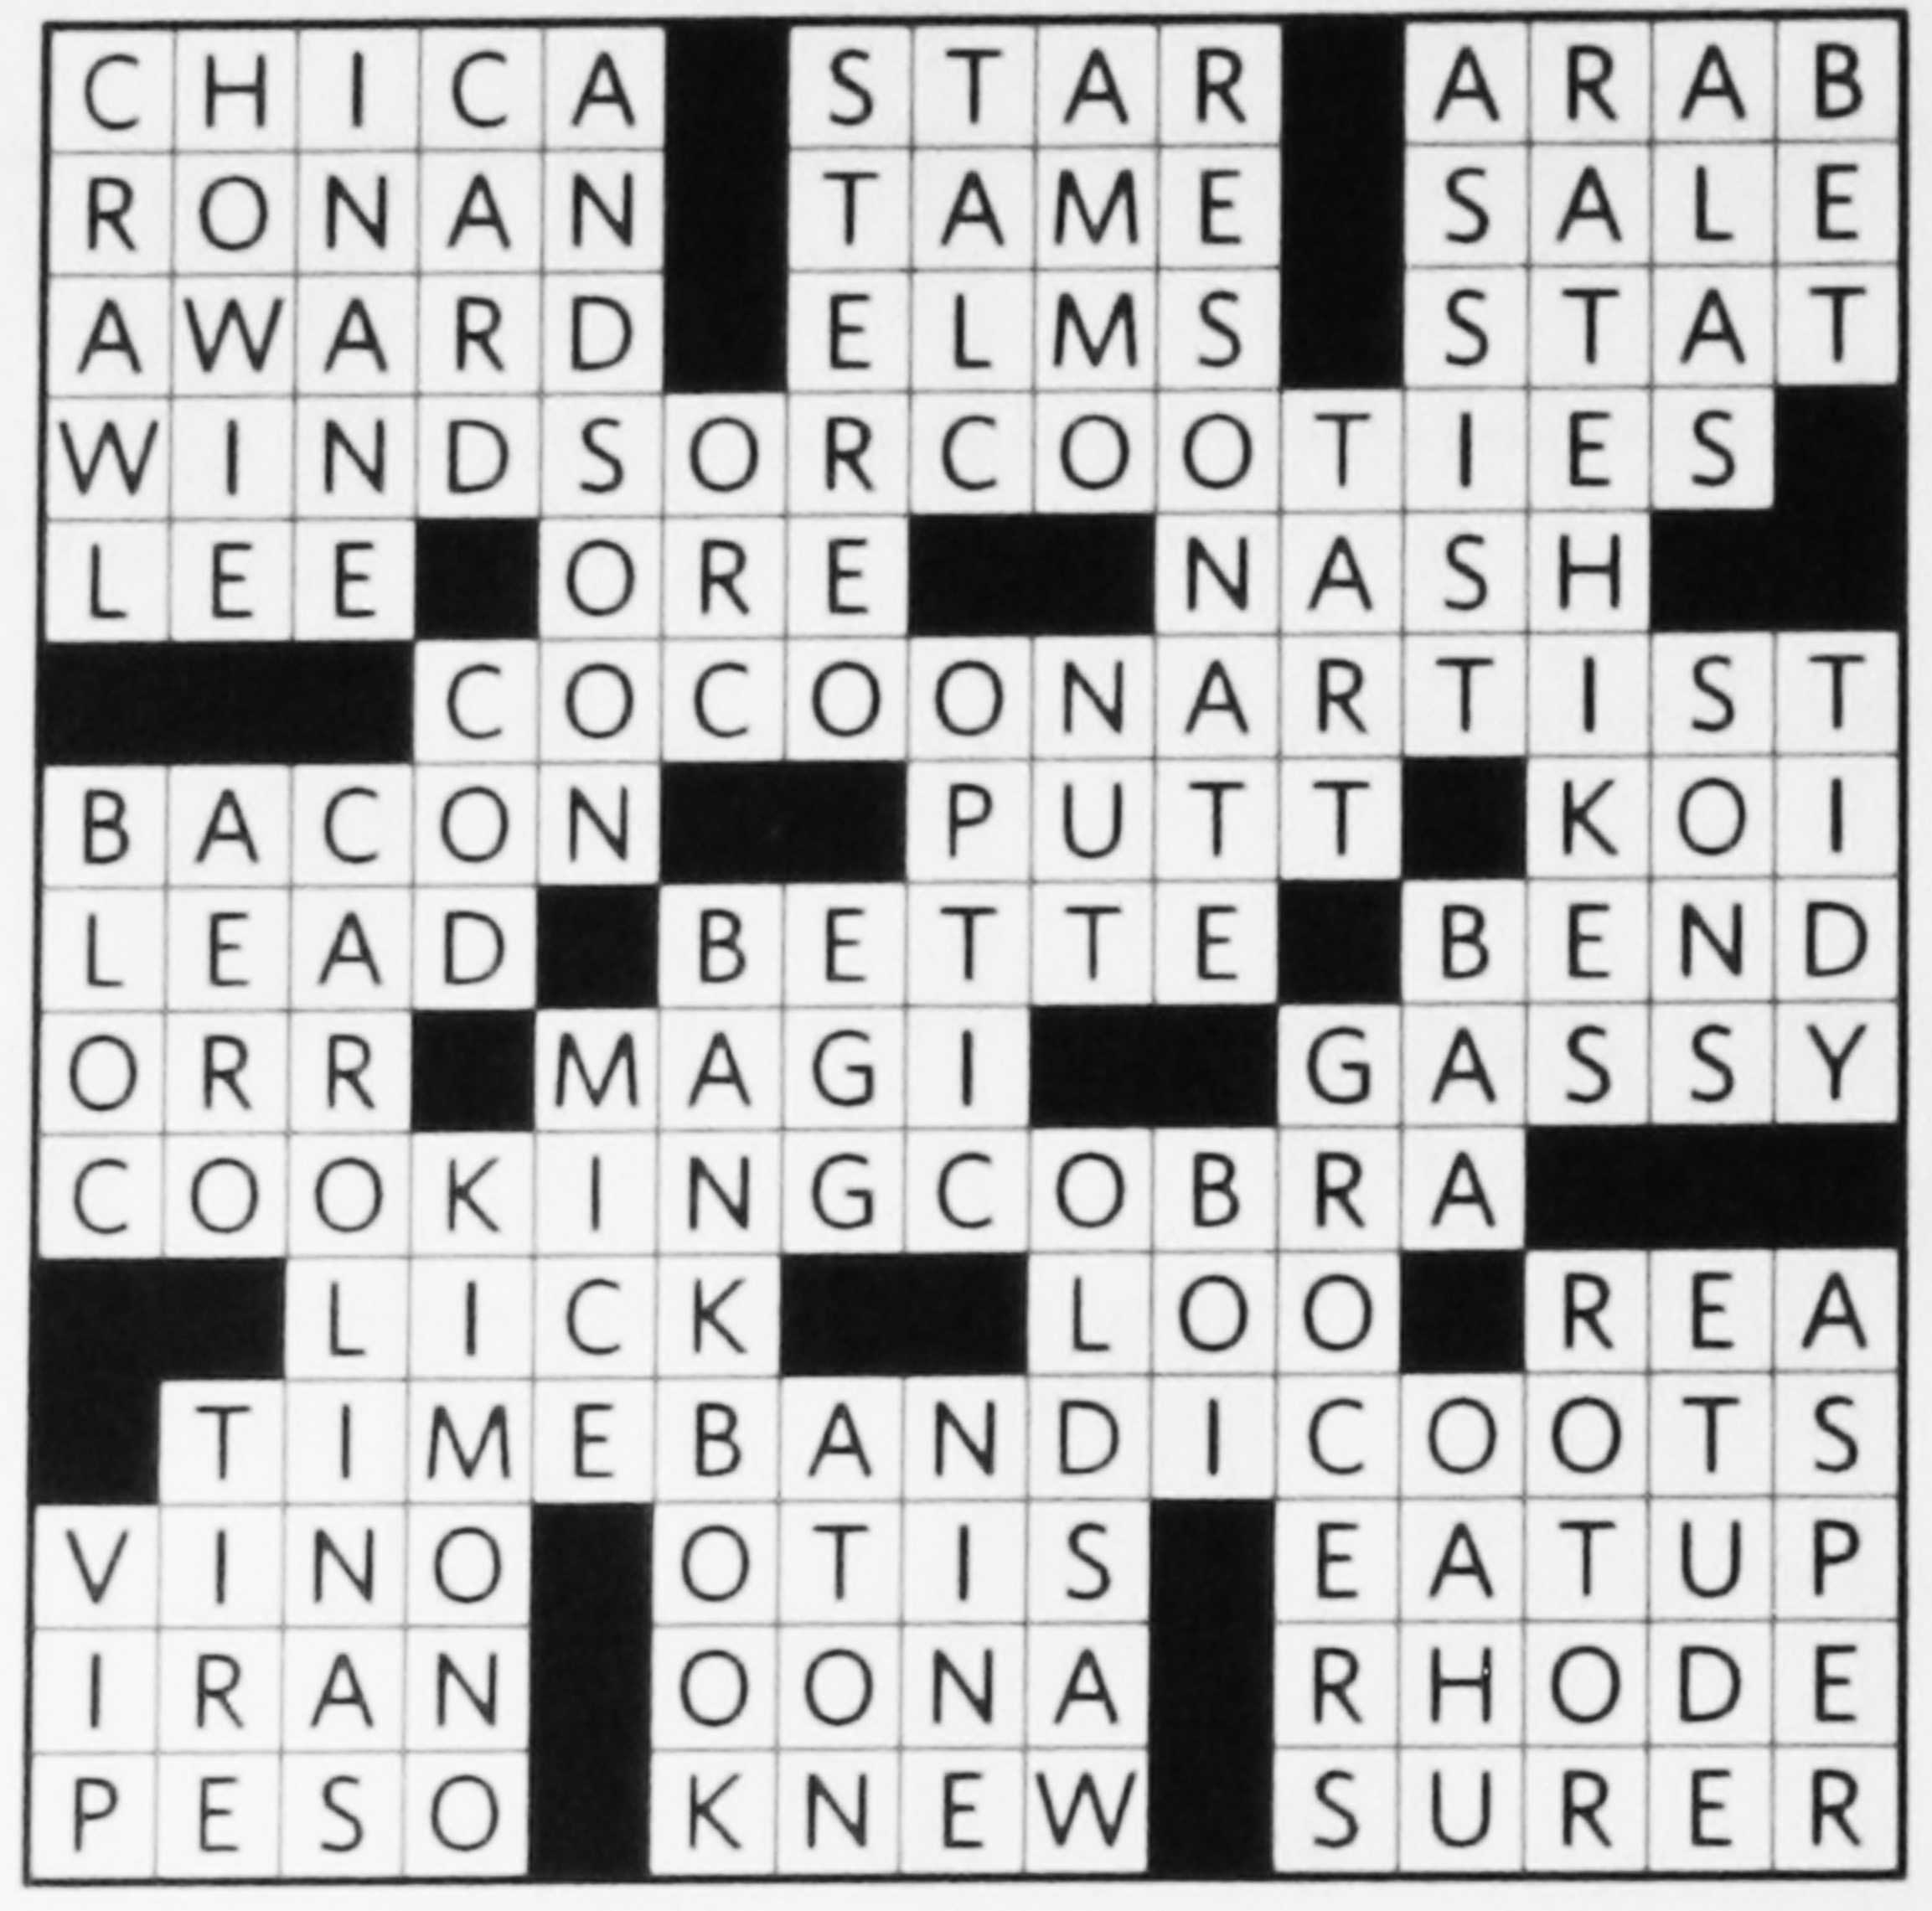 CHICA STAR ARAB
RONAN TAME SALE
AWARD ELMS STAT
WINDSORCOOTIES
LEE ORE NASH
COCOONARTIST
BACON PUTT KOI
LEAD BETTE BEND
ORR MAGI GASSY
COOKINGCOBRA
LICK LOO REA
TIMEBANDICOOTS
VINO OTIS EATUP
IRAN OONA RHODE
PESO KNEW SURER